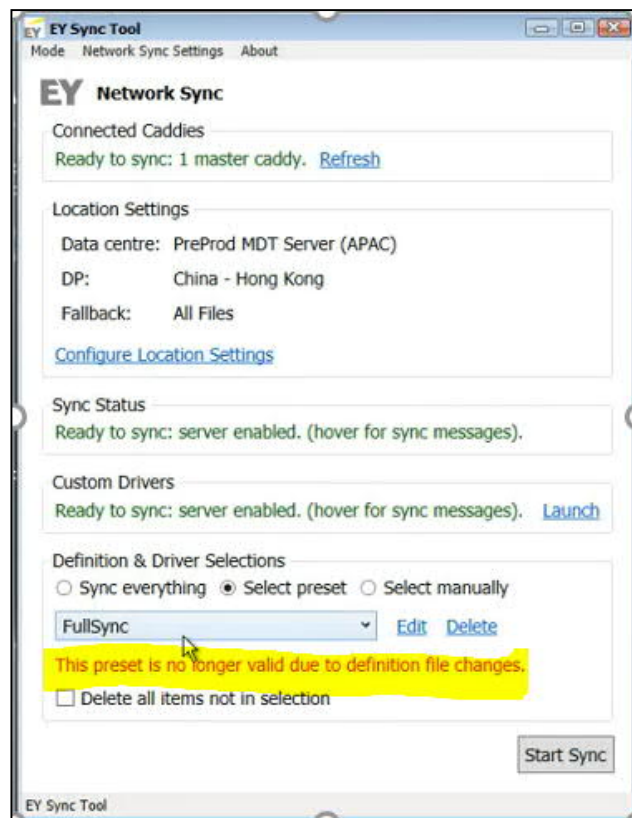 EY EY Sync Tool
Mode Network Sync Settings About
EY Network Sync
Connected Caddies
Ready to sync: 1 master caddy. Refresh
Location Settings
Data centre: PreProd MDT Server (APAC)
DP: China - Hong Kong
Fallback: All Files
Configure Location Settings
Sync Status
Ready to sync: server enabled. (hover for sync messages).
Custom Drivers
Ready to sync: server enabled. (hover for sync messages). Launch
Definition & Driver Selections
Sync everything Select preset Select manually
FullSync Edit Delete
This preset is no longer valid due to definition file changes.
Delete all items not in selection
Start Sync
EY Sync Tool